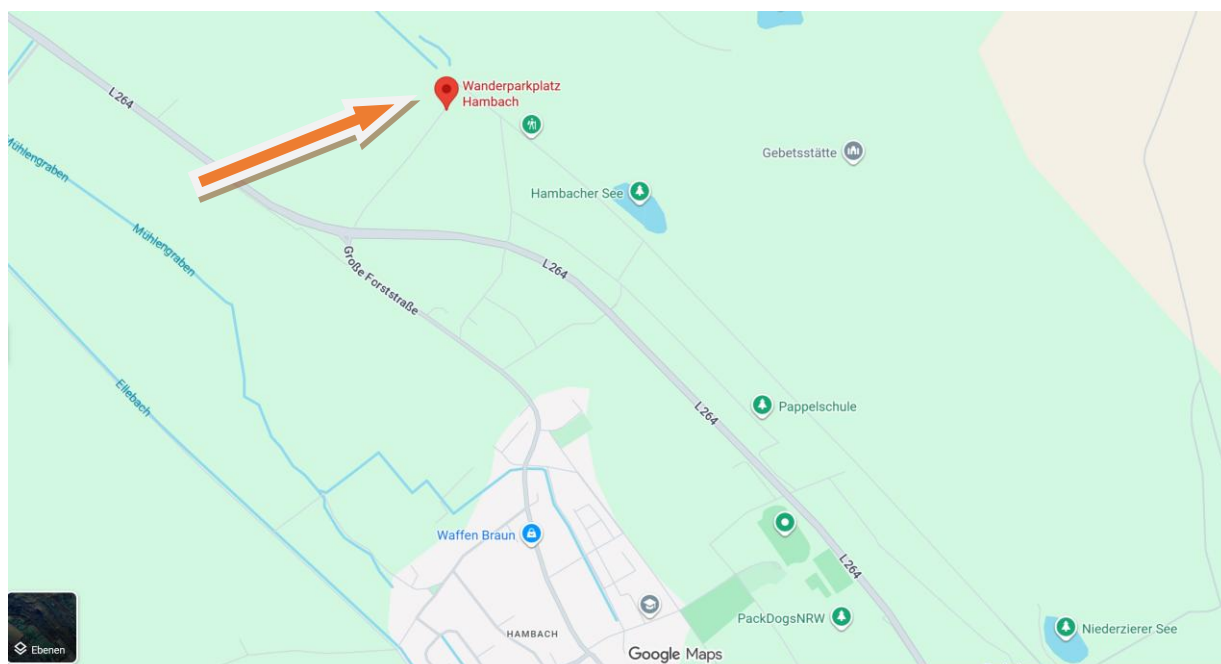 Wanderparkplatz
Hambach
L264
Gebetsstätte
Mühlengraben
Hambacher See
Mühlengraben
L264
Große Forststraße
Ellebach
L264
Pappelschule
Waffen Braun
L264
PackDogsNRW
Niederzierer See
HAMBACH
Ebenen
Google Maps